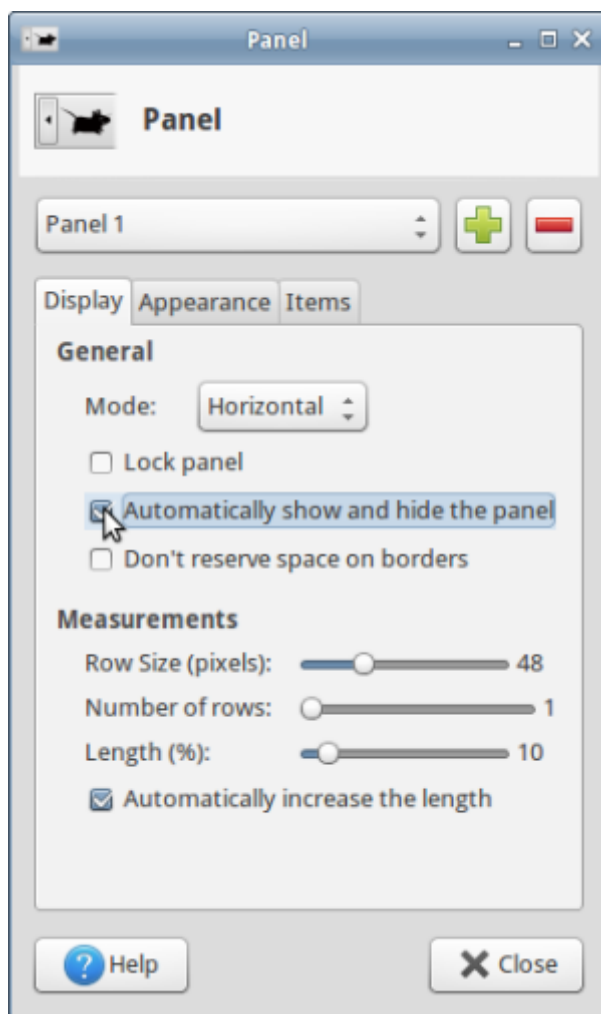 Panel
Panel
Panel 1
Display Appearance Items
General
Mode: Horizontal
Lock panel
Automatically show and hide the panel
Don't reserve space on borders
Measurements
Row Size (pixels): 48
Number of rows: 1
Length (%): 10
Automatically increase the length
Help Close